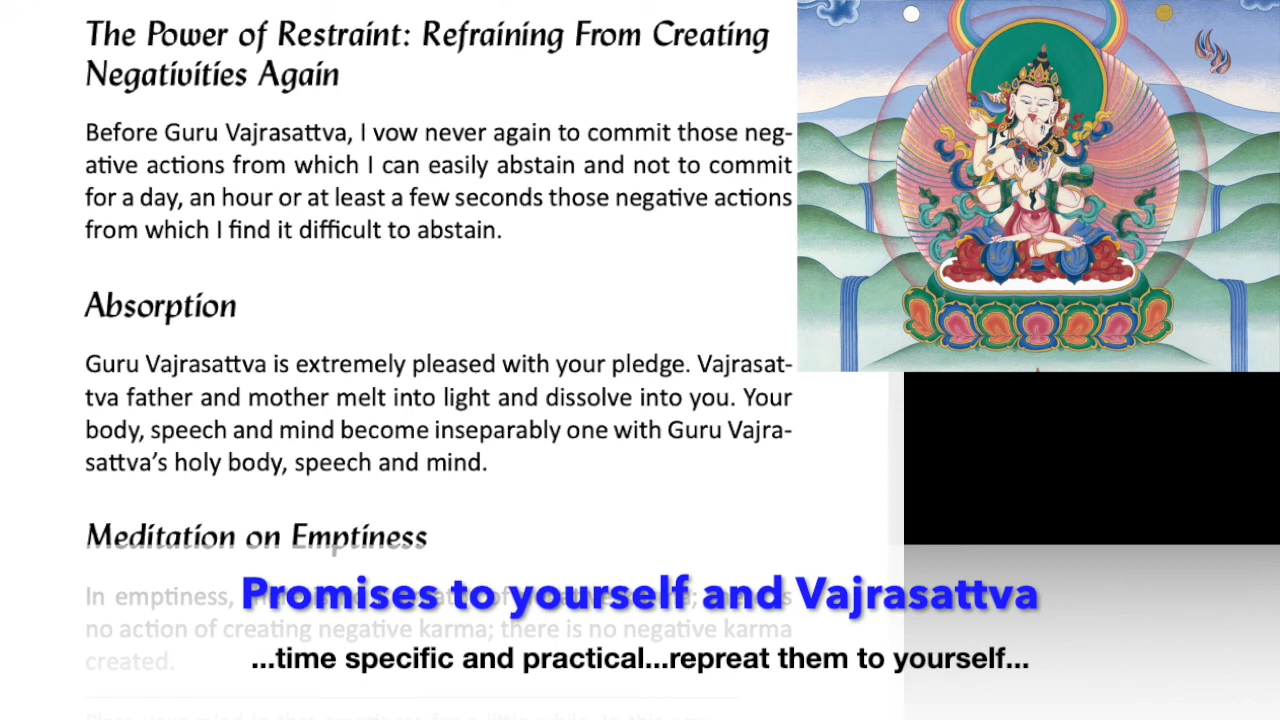 The Power of Restraint: Refraining From Creating
Negativities Again
Before Guru Vajrasattva, I vow never again to commit those neg-
ative actions from which I can easily abstain and not to commit
for a day, an hour or at least a few seconds those negative actions
from which I find it difficult to abstain.
Absorption
Guru Vajrasattva is extremely pleased with your pledge. Vajrasat-
tva father and mother melt into light and dissolve into you. Your
body, speech and mind become inseparably one with Guru Vajra-
sattva’s holy body, speech and mind.
Meditation on Emptiness
In emptiness,
Promises to yourself and Vajrasattva
no action of creating negative karma; there is no negative karma
created.
...time specific and practical...repreat them to yourself...